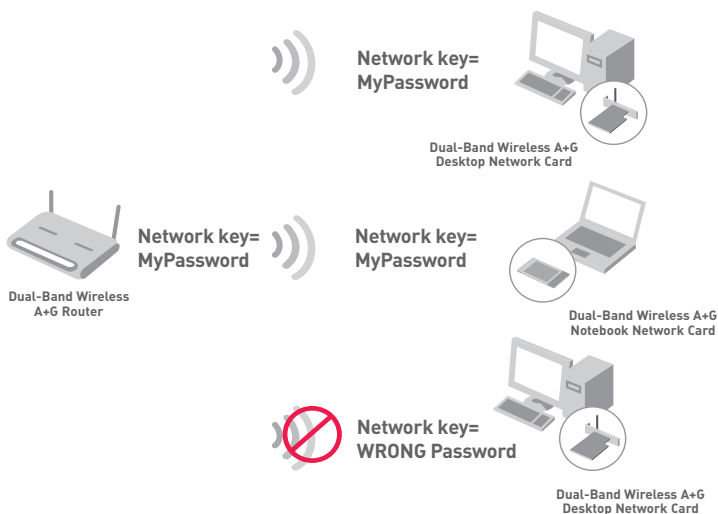 Network key=
MyPassword
Dual-Band Wireless A+G
Desktop Network Card
Network key=
MyPassword
Dual-Band Wireless
A+G Router
Network key=
MyPassword
Dual-Band Wireless A+G
Notebook Network Card
Network key=
WRONG Password
Dual-Band Wireless A+G
Desktop Network Card